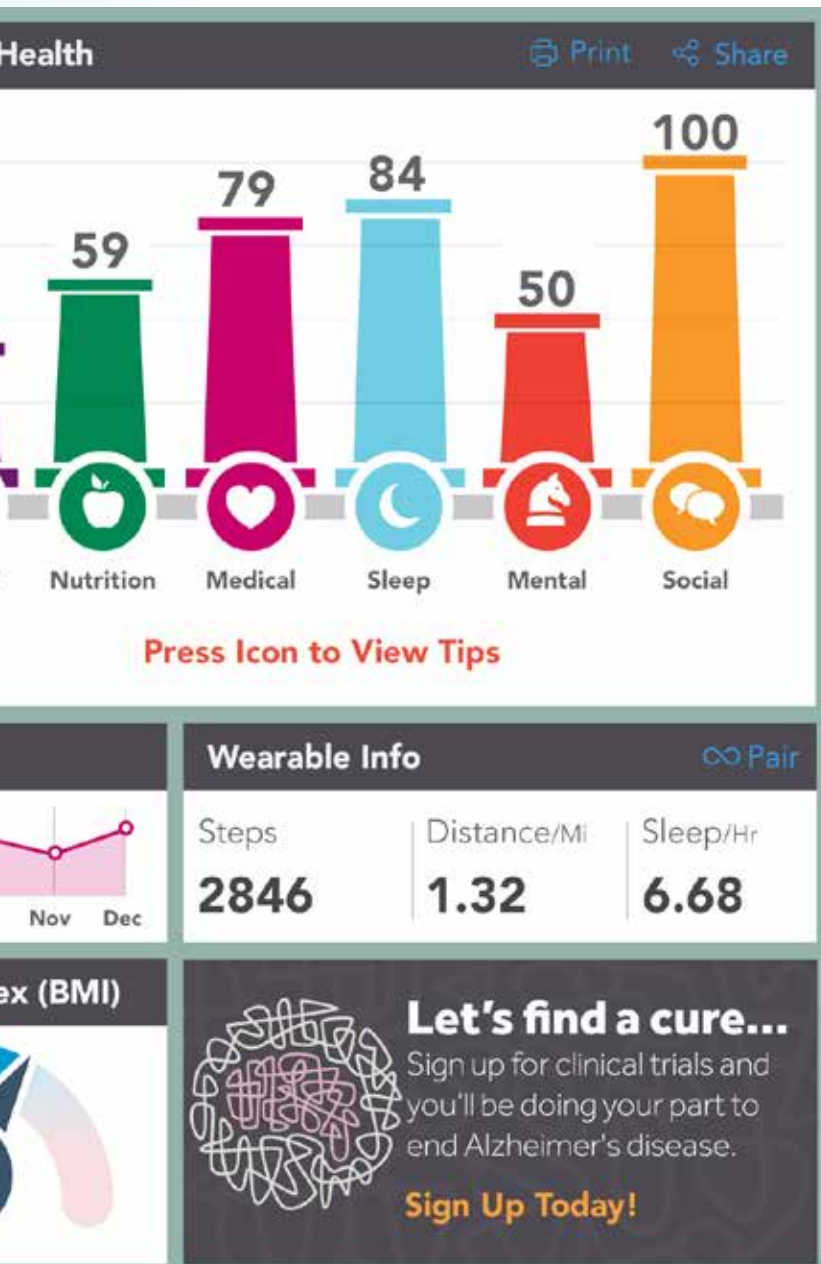 Health
Print
Share
100
84
79
59
50
Nutrition
Medical
Sleep
Mental
Social
Press Icon to View Tips
Wearable Info
Pair
Nov
Dec
Steps
Distance/Mi
Sleep/Hr
2846
1.32
6.68
ex (BMI)
Let's find a cure...
Sign up for clinical trials and
you'll be doing your part to
end Alzheimer's disease.
Sign Up Today!